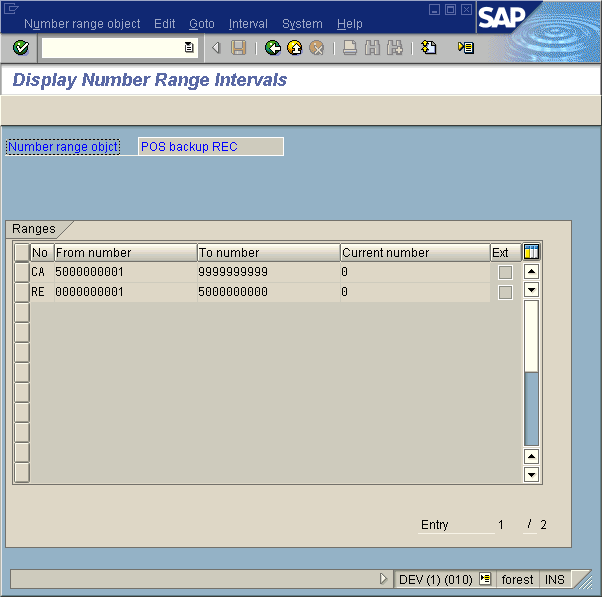 Number range object Edit Goto Interval System Help
SAP
Display Number Range Intervals
Number range objct POS backup REC
Ranges
No From number To number Current number Ext
CA 5000000001 9999999999 0
RE 0000000001 5000000000 0
Entry 1 / 2
DEV (1) (010) forest INS